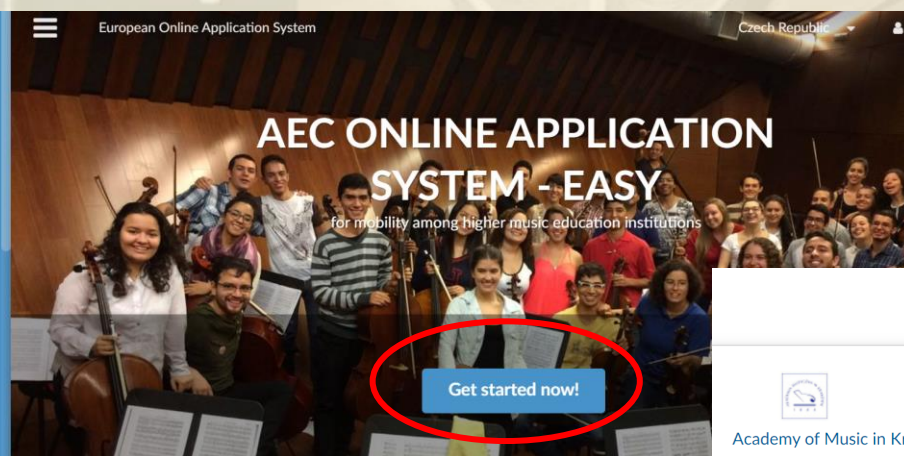 European Online Application System
Czech Republic
AEC ONLINE APPLICATION
SYSTEM - EASY
for mobility among higher music education institutions
Get started now!
Academy of Music in Kr